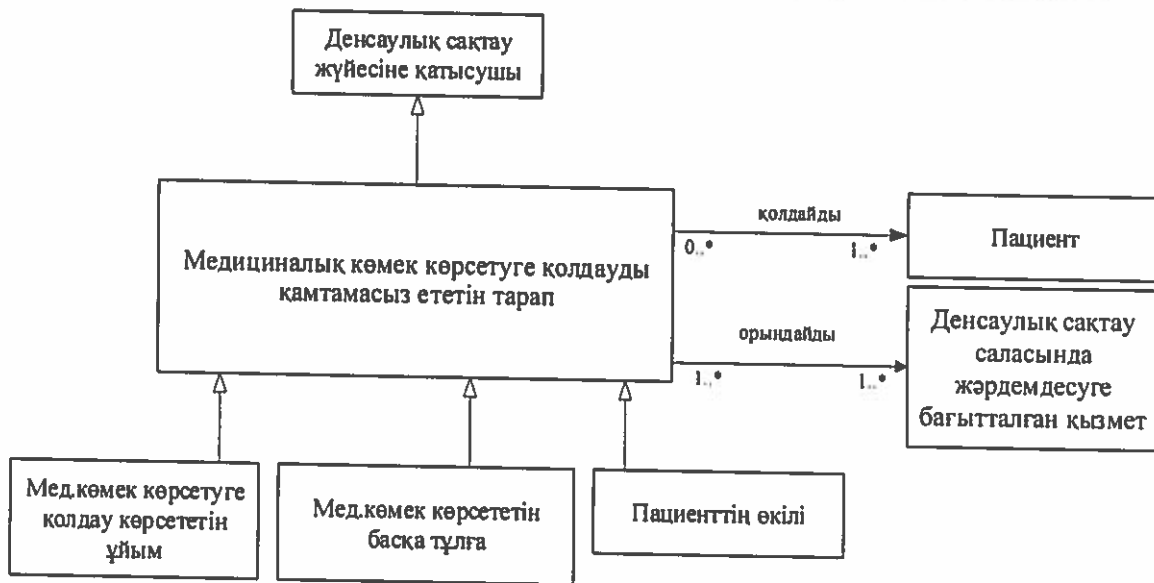 Денсаулық сақтау
жүйесіне қатысушы
Медициналық көмек көрсетуге қолдауды
қамтамасыз ететін тарап
қолдайды
0..*
1..*
Пациент
орындайды
1..*
1..*
Денсаулық сақтау
саласында
жәрдемдесуге
бағытталған қызмет
Мед.көмек көрсетуге
қолдау көрсететін
ұйым
Мед.көмек көрсететін
басқа тұлға
Пациенттің өкілі